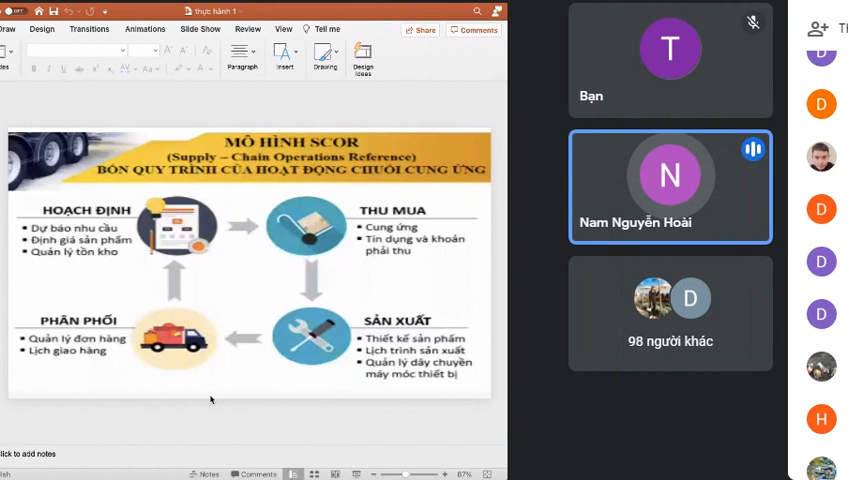 OFF
thực hành 1
Draw
Design
Transitions
Animations
Slide Show
Review
View
Tell me
Share
Comments
Paragraph
Insert
Drawing
Design
Ideas
MÔ HÌNH SCOR
(Supply – Chain Operations Reference)
BỐN QUY TRÌNH CỦA HOẠT ĐỘNG CHUỖI CUNG ỨNG
HOẠCH ĐỊNH
▪ Dự báo nhu cầu
▪ Định giá sản phẩm
▪ Quản lý tồn kho
THU MUA
▪ Cung ứng
▪ Tín dụng và khoản
phải thu
PHÂN PHỐI
▪ Quản lý đơn hàng
▪ Lịch giao hàng
SẢN XUẤT
▪ Thiết kế sản phẩm
▪ Lịch trình sản xuất
▪ Quản lý dây chuyền
máy móc thiết bị
lick to add notes
Notes
Comments
67%
T
Bạn
N
Nam Nguyễn Hoài
D
98 người khác
D
D
D
D
D
H